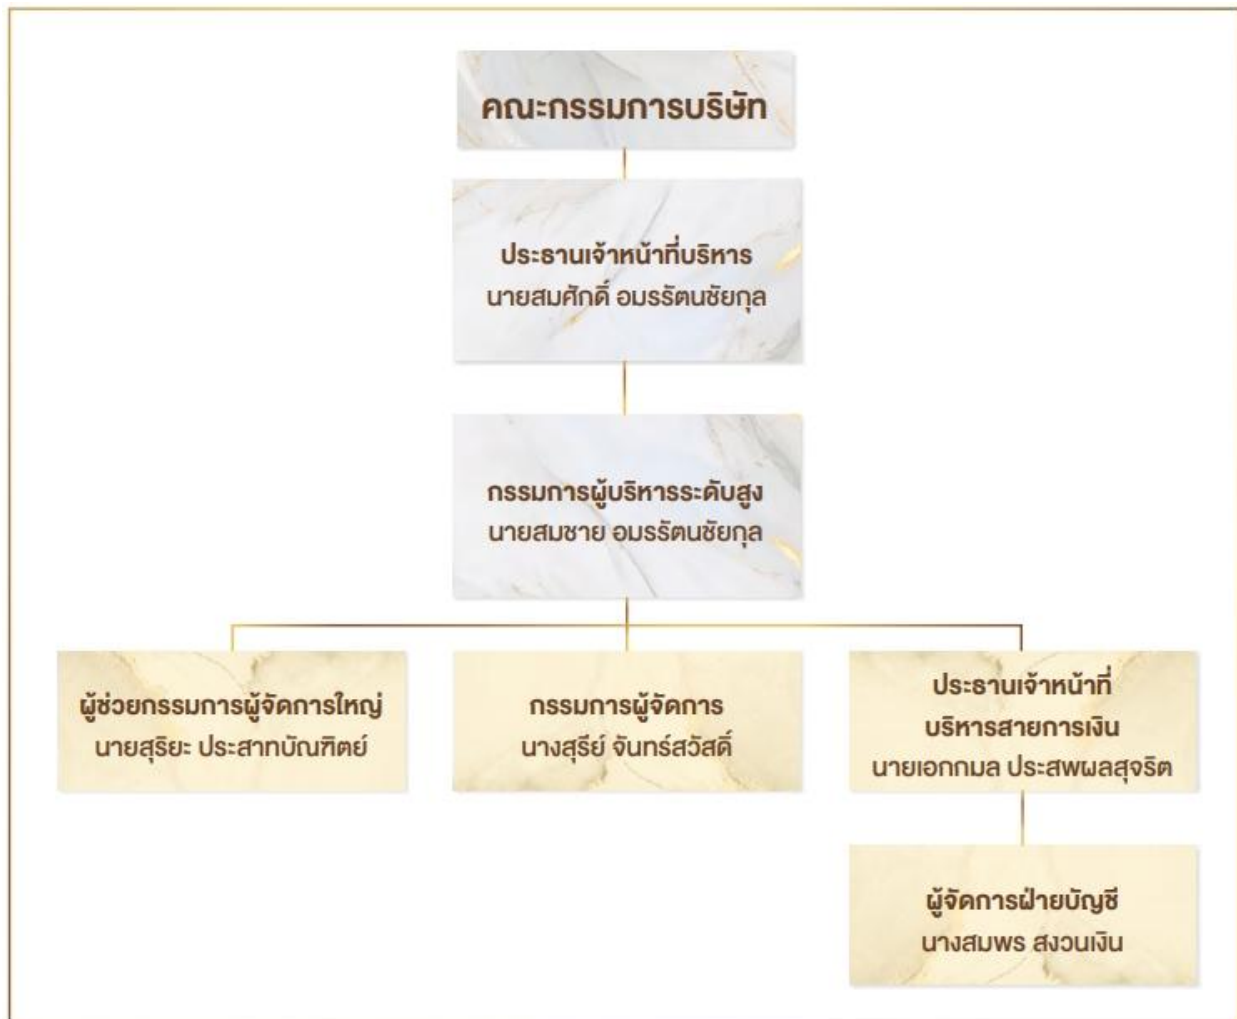 คณะกรรมการบริษัท
ประธานเจ้าหน้าที่บริหาร
นายสมศักดิ์ อมรรัตนชัยกุล
กรรมการผู้บริหารระดับสูง
นายสมชาย อมรรัตนชัยกุล
ผู้ช่วยกรรมการผู้จัดการใหญ่
นายสุริยะ ประสาทบัณฑิตย์
กรรมการผู้จัดการ
นางสุรีย์ จันทร์สวัสดิ์
ประธานเจ้าหน้าที่
บริหารสายการเงิน
นายเอกกมล ประสพผลสุจริต
ผู้จัดการฝ่ายบัญชี
นางสมพร สงวนเงิน